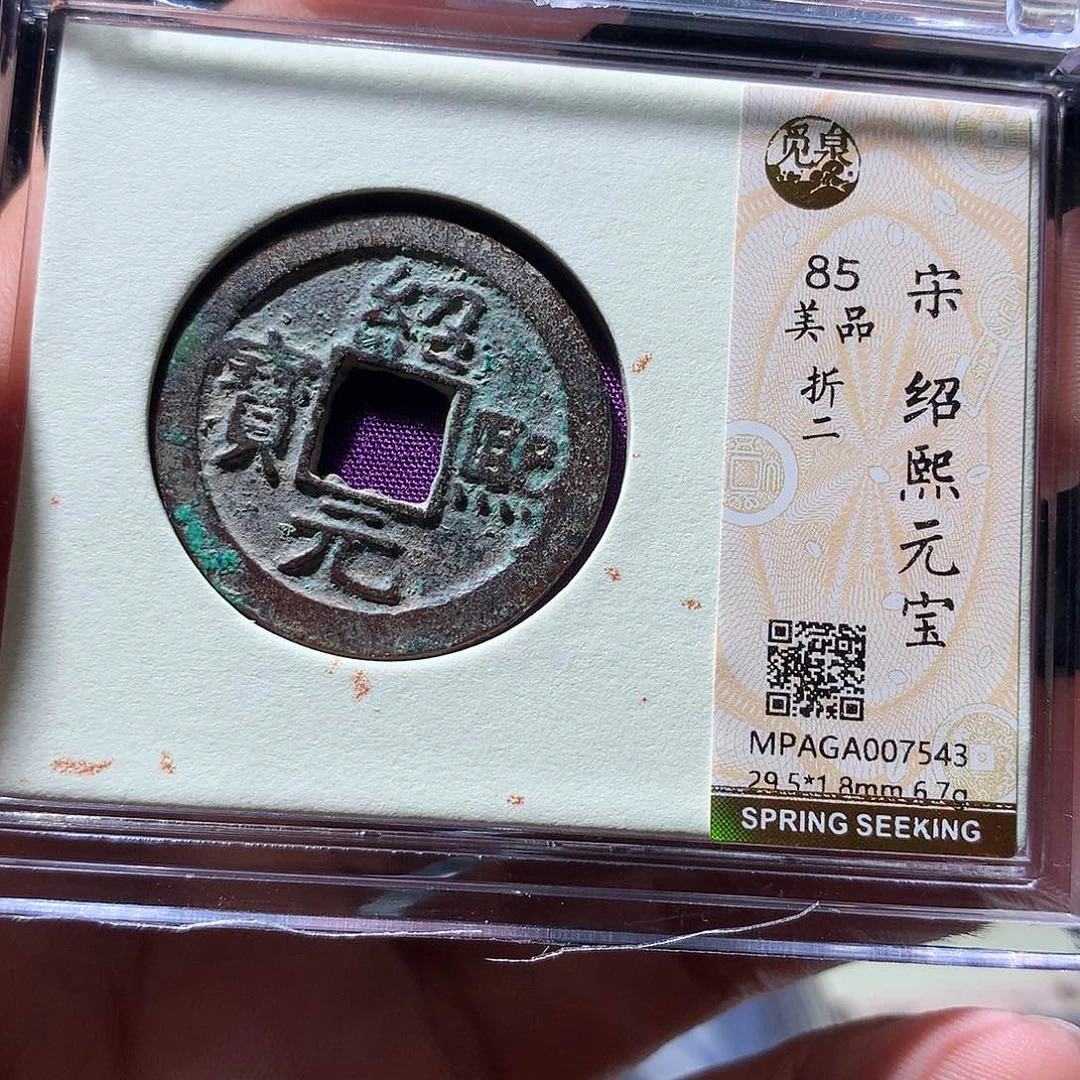 紹
熙
元
寶
觅泉
85
美品
折二
宋 绍熙元宝
MPAGA007543
29.5*1.8mm 6.7g
SPRING SEEKING